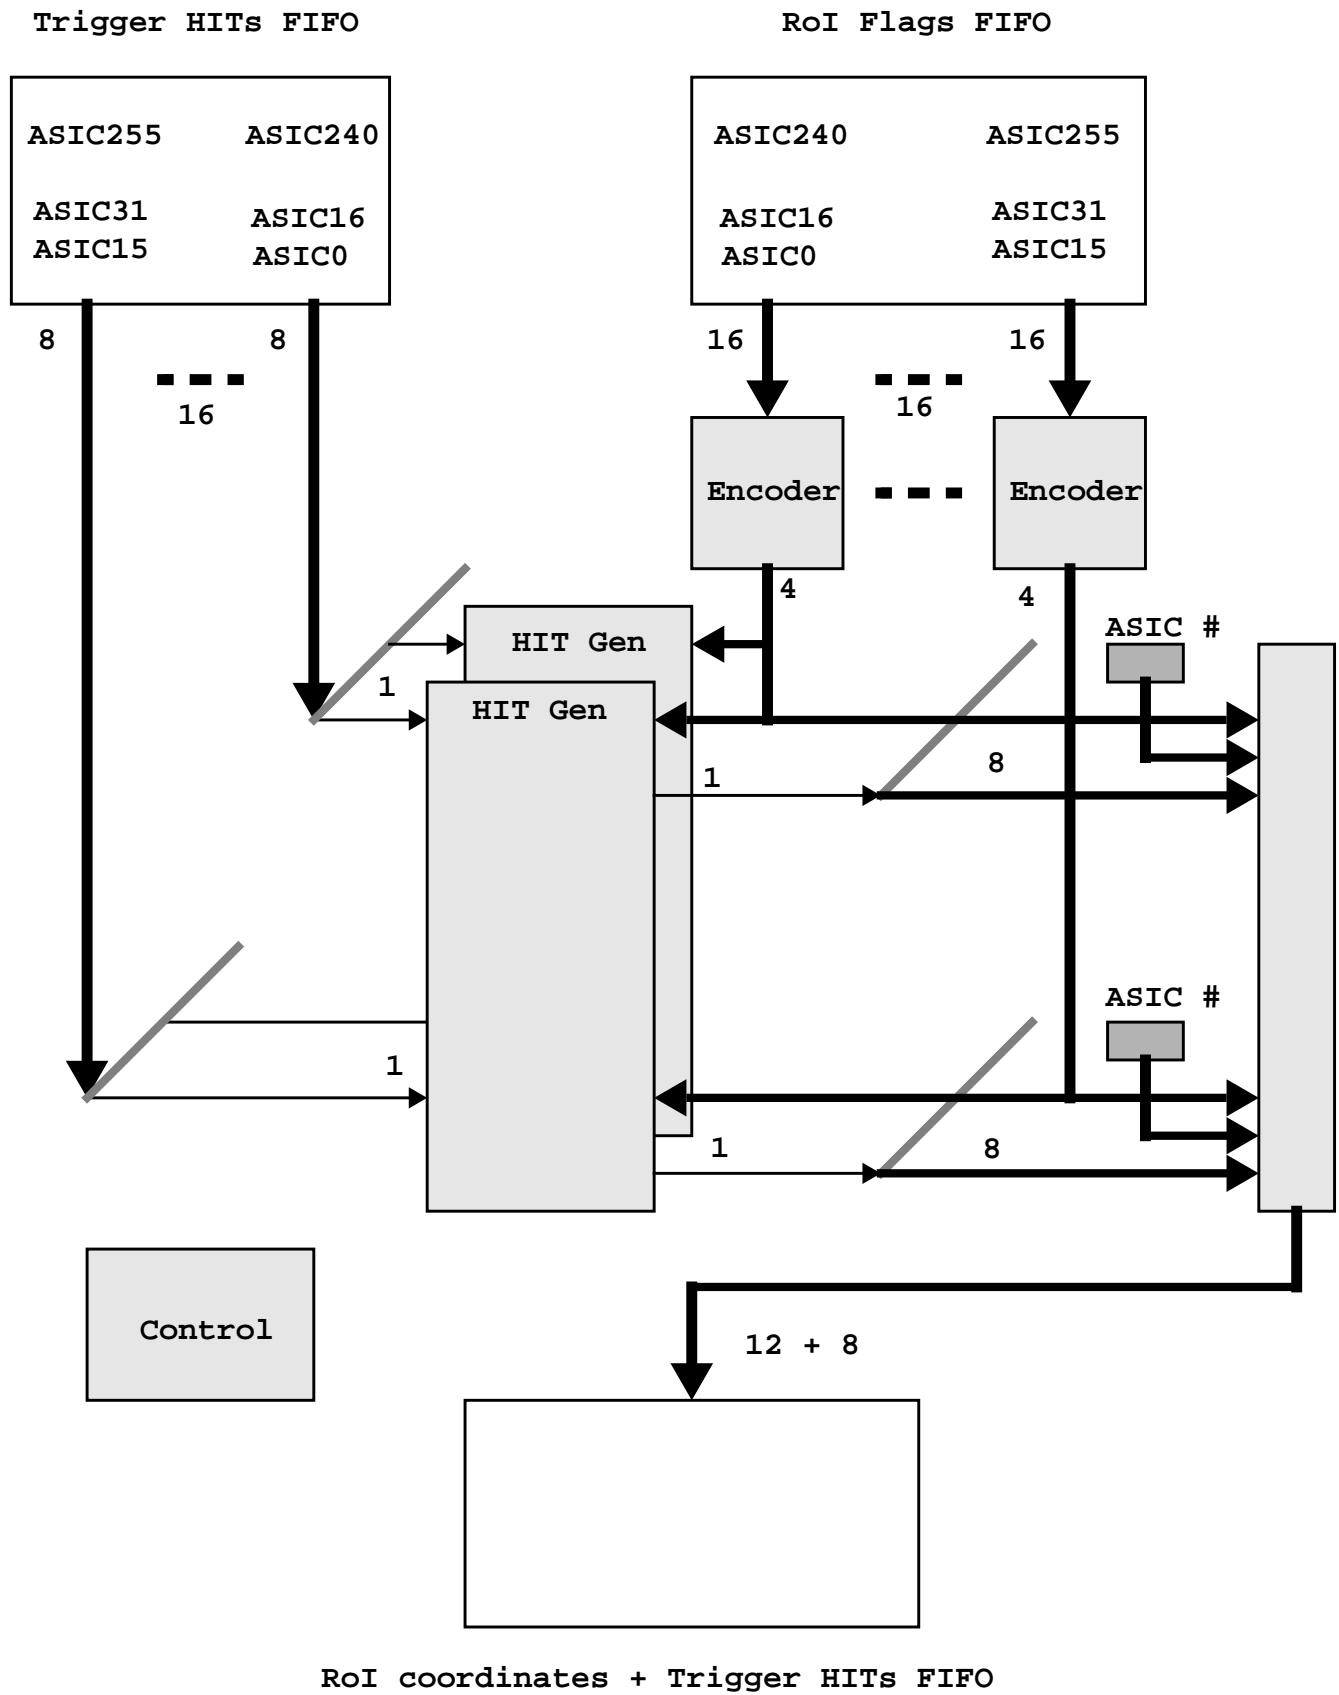 Trigger HITs FIFO
RoI Flags FIFO
ASIC255 ASIC240
ASIC31 ASIC16
ASIC15 ASIC0
ASIC240 ASIC255
ASIC16 ASIC31
ASIC0 ASIC15
8
8
16
16
16
16
Encoder
Encoder
4
4
HIT Gen
HIT Gen
1
ASIC #
1
8
ASIC #
1
1
8
Control
12 + 8
RoI coordinates + Trigger HITs FIFO